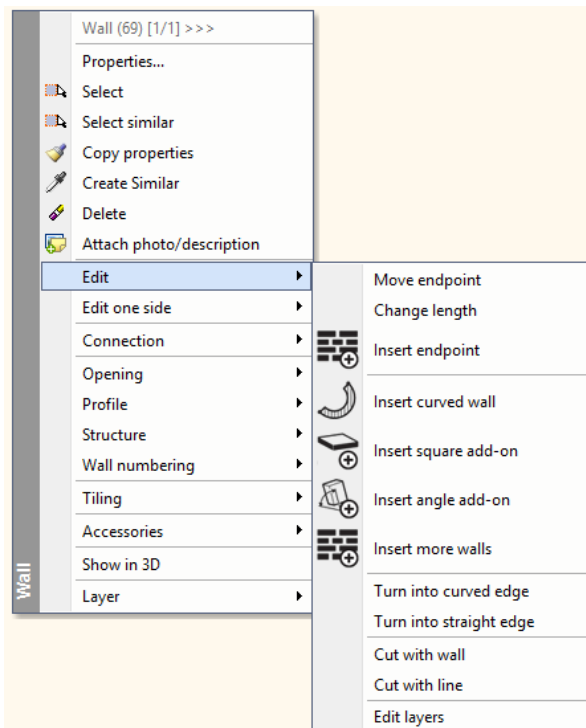 Wall (69) [1/1] >>>
Properties...
Select
Select similar
Copy properties
Create Similar
Delete
Attach photo/description
Edit
Edit one side
Connection
Opening
Profile
Structure
Wall numbering
Tiling
Accessories
Show in 3D
Layer
Wall
Move endpoint
Change length
Insert endpoint
Insert curved wall
Insert square add-on
Insert angle add-on
Insert more walls
Turn into curved edge
Turn into straight edge
Cut with wall
Cut with line
Edit layers